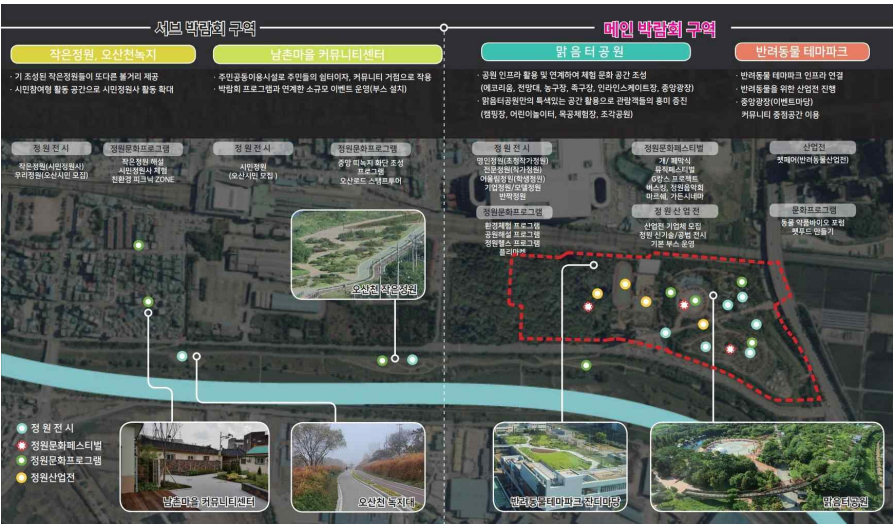 서브 박람회 구역
메인 박람회 구역
작은정원, 오산천녹지
· 기 조성된 작은정원들이 또다른 볼거리 제공
· 시민참여형 활동 공간으로 시민정원사 활동 확대
남촌마을 커뮤니티센터
· 주민공동이용시설로 주민들의 쉼터이자, 커뮤니티 거점으로 작용
· 박람회 프로그램과 연계한 소규모 이벤트 운영(부스 설치)
맑음터공원
· 공원 인프라 활용 및 연계하여 체험 문화 공간 조성
(에코리움, 전망대, 농구장, 족구장, 인라인스케이트장, 중앙광장)
· 맑음터공원만의 특색있는 공간 활용으로 관람객들의 흥미 증진
(캠핑장, 어린이놀이터, 목공체험장, 조각공원)
반려동물 테마파크
· 반려동물 테마파크 인프라 연결
· 반려동물을 위한 산업전 진행
· 중앙광장(이벤트마당)
커뮤니티 중점공간 이용
정원전시
작은정원(시민정원사)
우리정원(오산시민 모집)
정원문화프로그램
작은정원 해설
시민정원사 체험
친환경 피크닉 ZONE
정원전시
시민정원
(오산시민 모집)
정원문화프로그램
중앙 띠녹지 화단 조성
프로그램
오산로드 스탬프투어
정원전시
명인정원(초청작가정원)
전문정원(작가정원)
어울림정원(학생정원)
기업정원/모델정원
반짝정원
정원문화페스티벌
개/폐막식
뮤직페스티벌
G캉스 프로젝트
버스킹, 정원음악회
마르쉐, 가든시네마
산업전
펫페어(반려동물산업전)
정원문화프로그램
환경체험 프로그램
공원해설 프로그램
정원헬스 프로그램
플리마켓
정원산업전
산업전 기업체 모집
정원 신기술/공법 전시
기본 부스 운영
문화프로그램
동물 약품바이오 포럼
펫푸드 만들기
오산천 작은정원
정원전시
정원문화페스티벌
정원문화프로그램
정원산업전
남촌마을 커뮤니티센터
오산천 녹지대
반려동물테마파크 잔디마당
맑음터공원